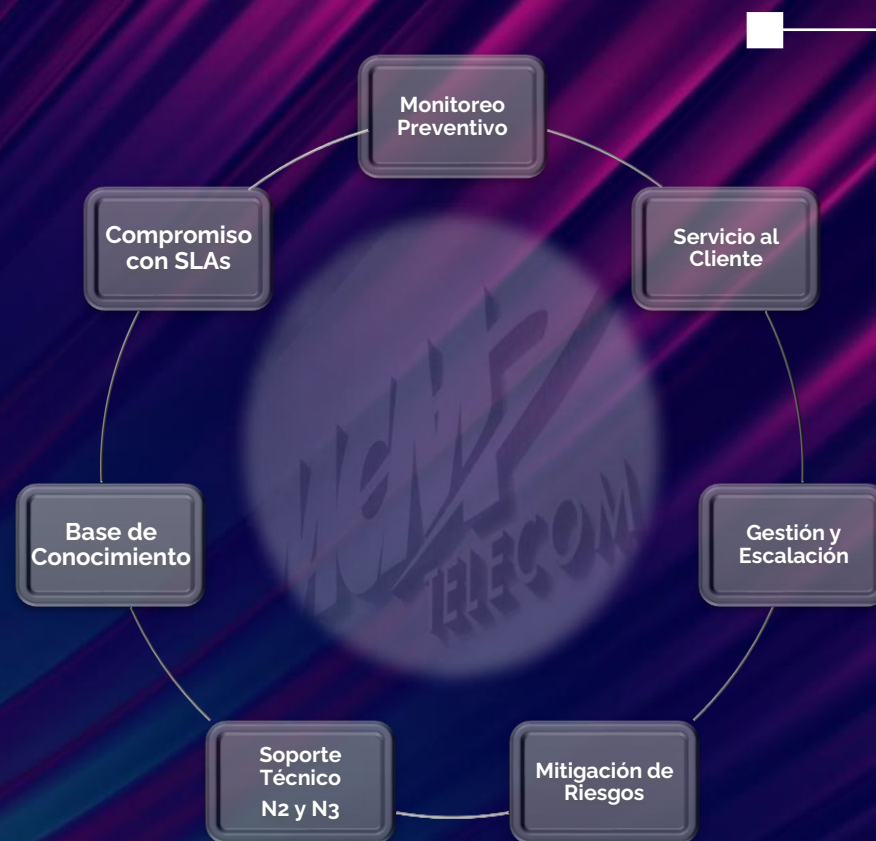 Monitoreo
Preventivo
Servicio al
Cliente
Gestión y
Escalación
Mitigación de
Riesgos
Soporte
Técnico
N2 y N3
Base de
Conocimiento
Compromiso
con SLAs
MCM
TELECOM